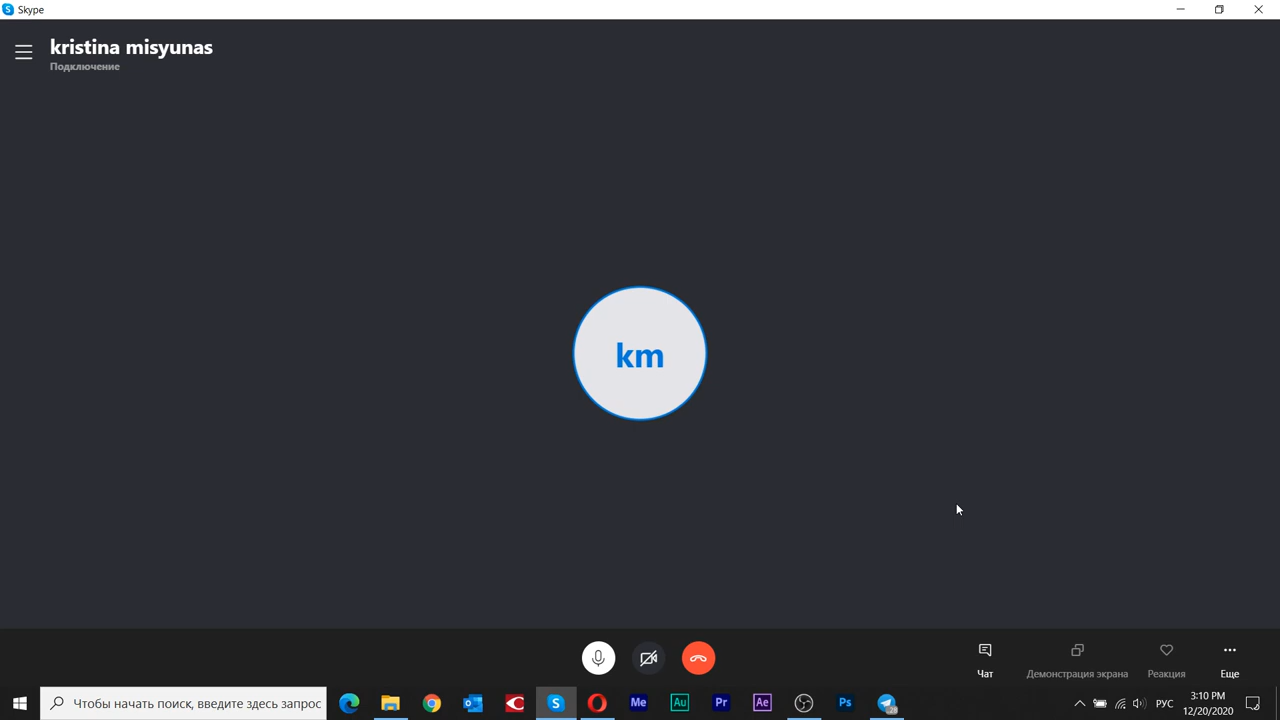 Skype
kristina misyunas
Подключение
km
Чат
Демонстрация экрана
Реакция
Еще
Чтобы начать поиск, введите здесь запрос
Me
Au
Pr
Ae
Ps
РУС
3:10 PM
12/20/2020